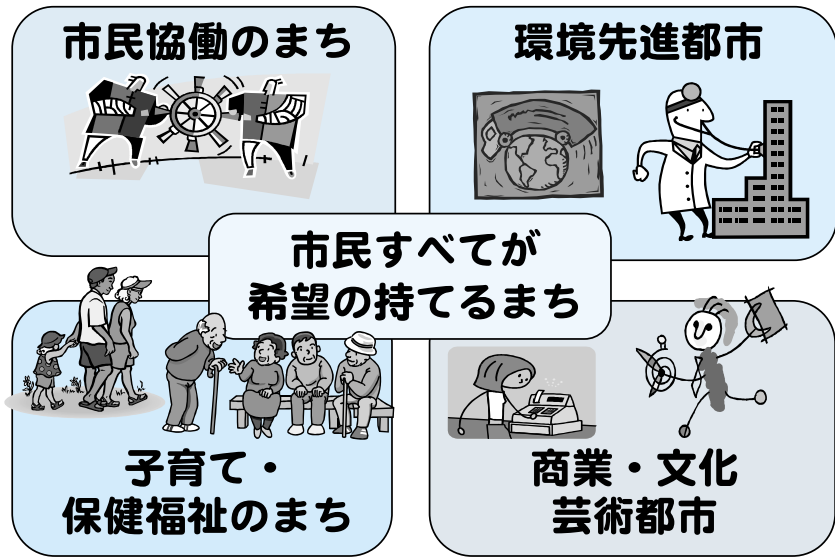 市民協働のまち
環境先進都市
市民すべてが
希望の持てるまち
子育て・
保健福祉のまち
商業・文化
芸術都市